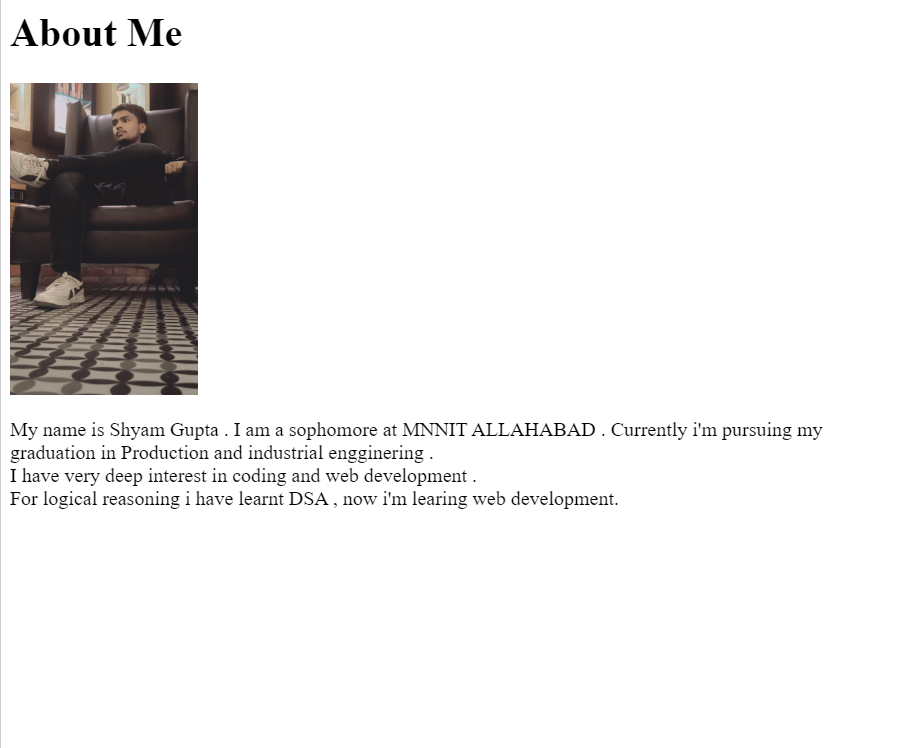 About Me
My name is Shyam Gupta . I am a sophomore at MNNIT ALLAHABAD . Currently i'm pursuing my
graduation in Production and industrial engginering .
I have very deep interest in coding and web development .
For logical reasoning i have learnt DSA , now i'm learing web development.